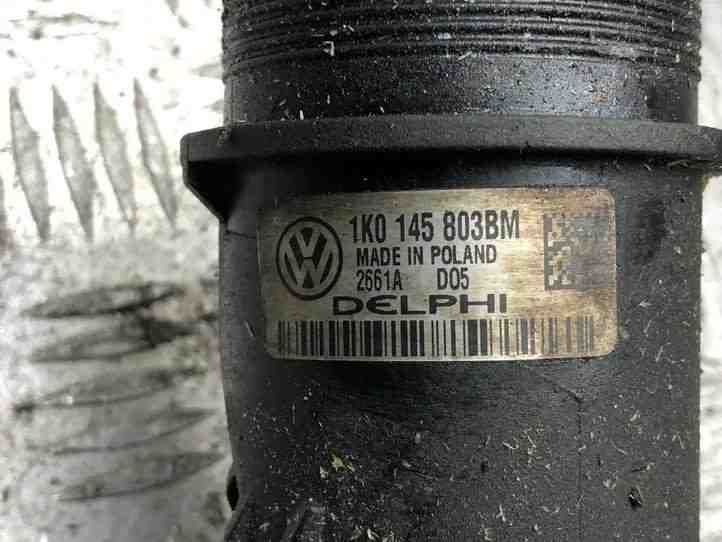 1K0 145 803BM
MADE IN POLAND
2661A D05
DELPHI